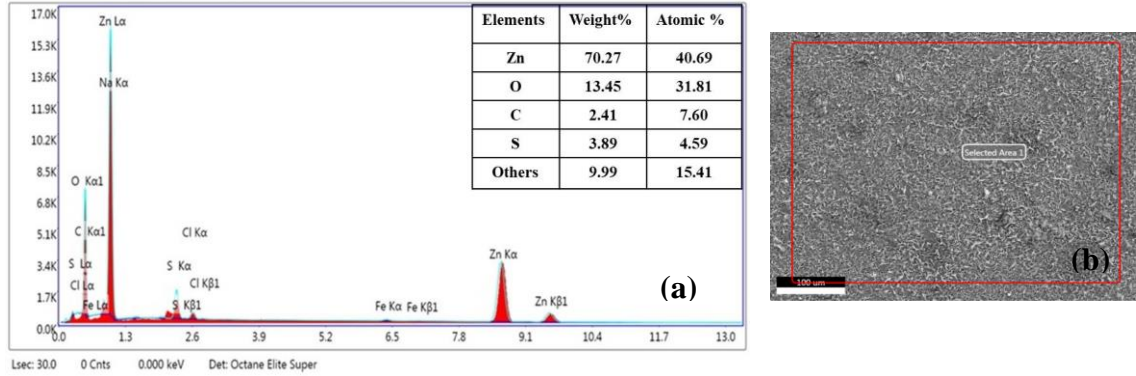 17.0K
15.3K
13.6K
11.9K
10.2K
8.5K
6.8K
5.1K
3.4K
1.7K
0.0K
Zn Lα
Na Kα
O Kα1
C Kα1
S Lα
Cl Lα
Fe Lα
Cl Kα
S Kα
Cl Kβ1
S Kβ1
Fe Kα Fe Kβ1
Zn Kα
Zn Kβ1
0.0 1.3 2.6 3.9 5.2 6.5 7.8 9.1 10.4 11.7 13.0
Lsec: 30.0 0 Cnts 0.000 keV Det: Octane Elite Super
Elements Weight% Atomic %
Zn 70.27 40.69
O 13.45 31.81
C 2.41 7.60
S 3.89 4.59
Others 9.99 15.41
(a)
Selected Area 1
100 um
(b)